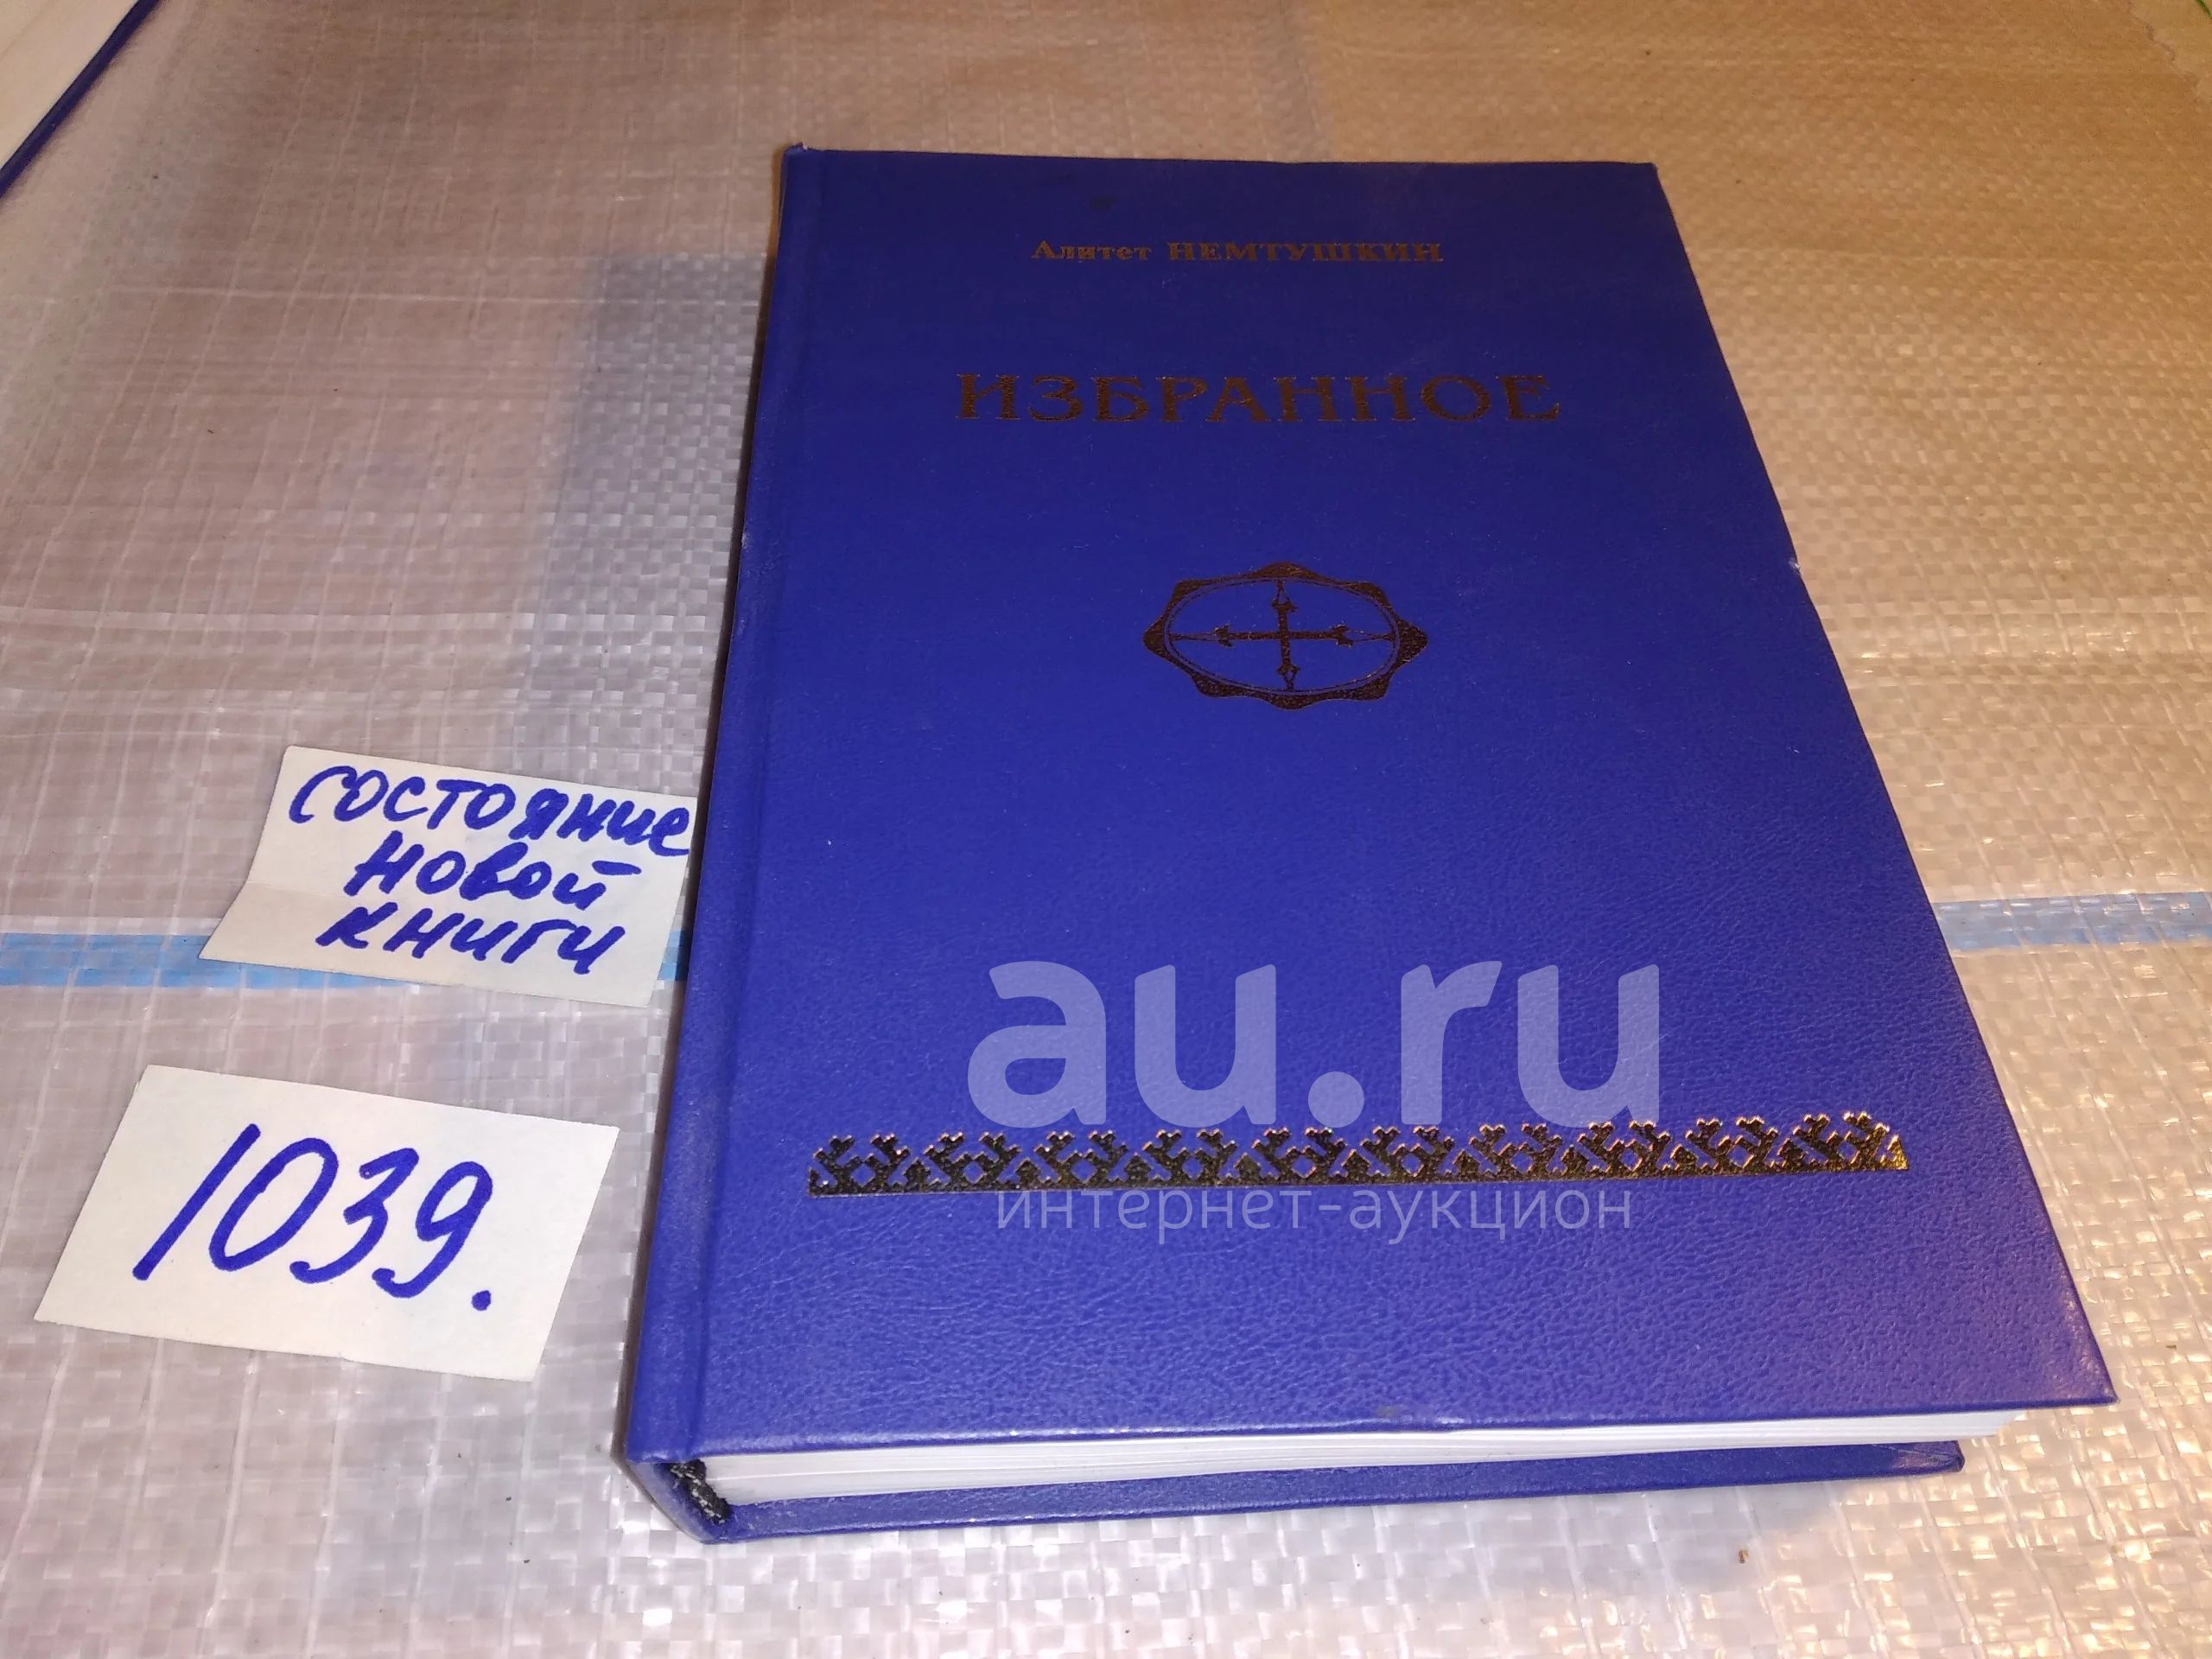 Алитет НЕМТУШКИН
ИЗБРАННОЕ
состояние
новой
книги
1039.
au.ru
интернет-аукцион